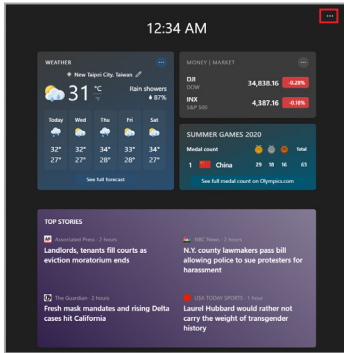 12:34 AM
WEATHER
New Taipei City, Taiwan
31 °C
Rain showers
87%
Today Wed Thu Fri Sat
32° 32° 34° 33° 34°
27° 27° 28° 28° 27°
See full forecast
MONEY | MARKET
DJI
DOW
34,838.16 -0.28%
INX
S&P 500
4,387.16 -0.18%
SUMMER GAMES 2020
Medal count Total
1 China 29 18 16 63
See full medal count on Olympics.com
TOP STORIES
AP Associated Press · 2 hours
Landlords, tenants fill courts as
eviction moratorium ends
NBC News · 2 hours
N.Y. county lawmakers pass bill
allowing police to sue protesters for
harassment
The Guardian · 2 hours
Fresh mask mandates and rising Delta
cases hit California
USA TODAY SPORTS · 1 hour
Laurel Hubbard would rather not
carry the weight of transgender
history